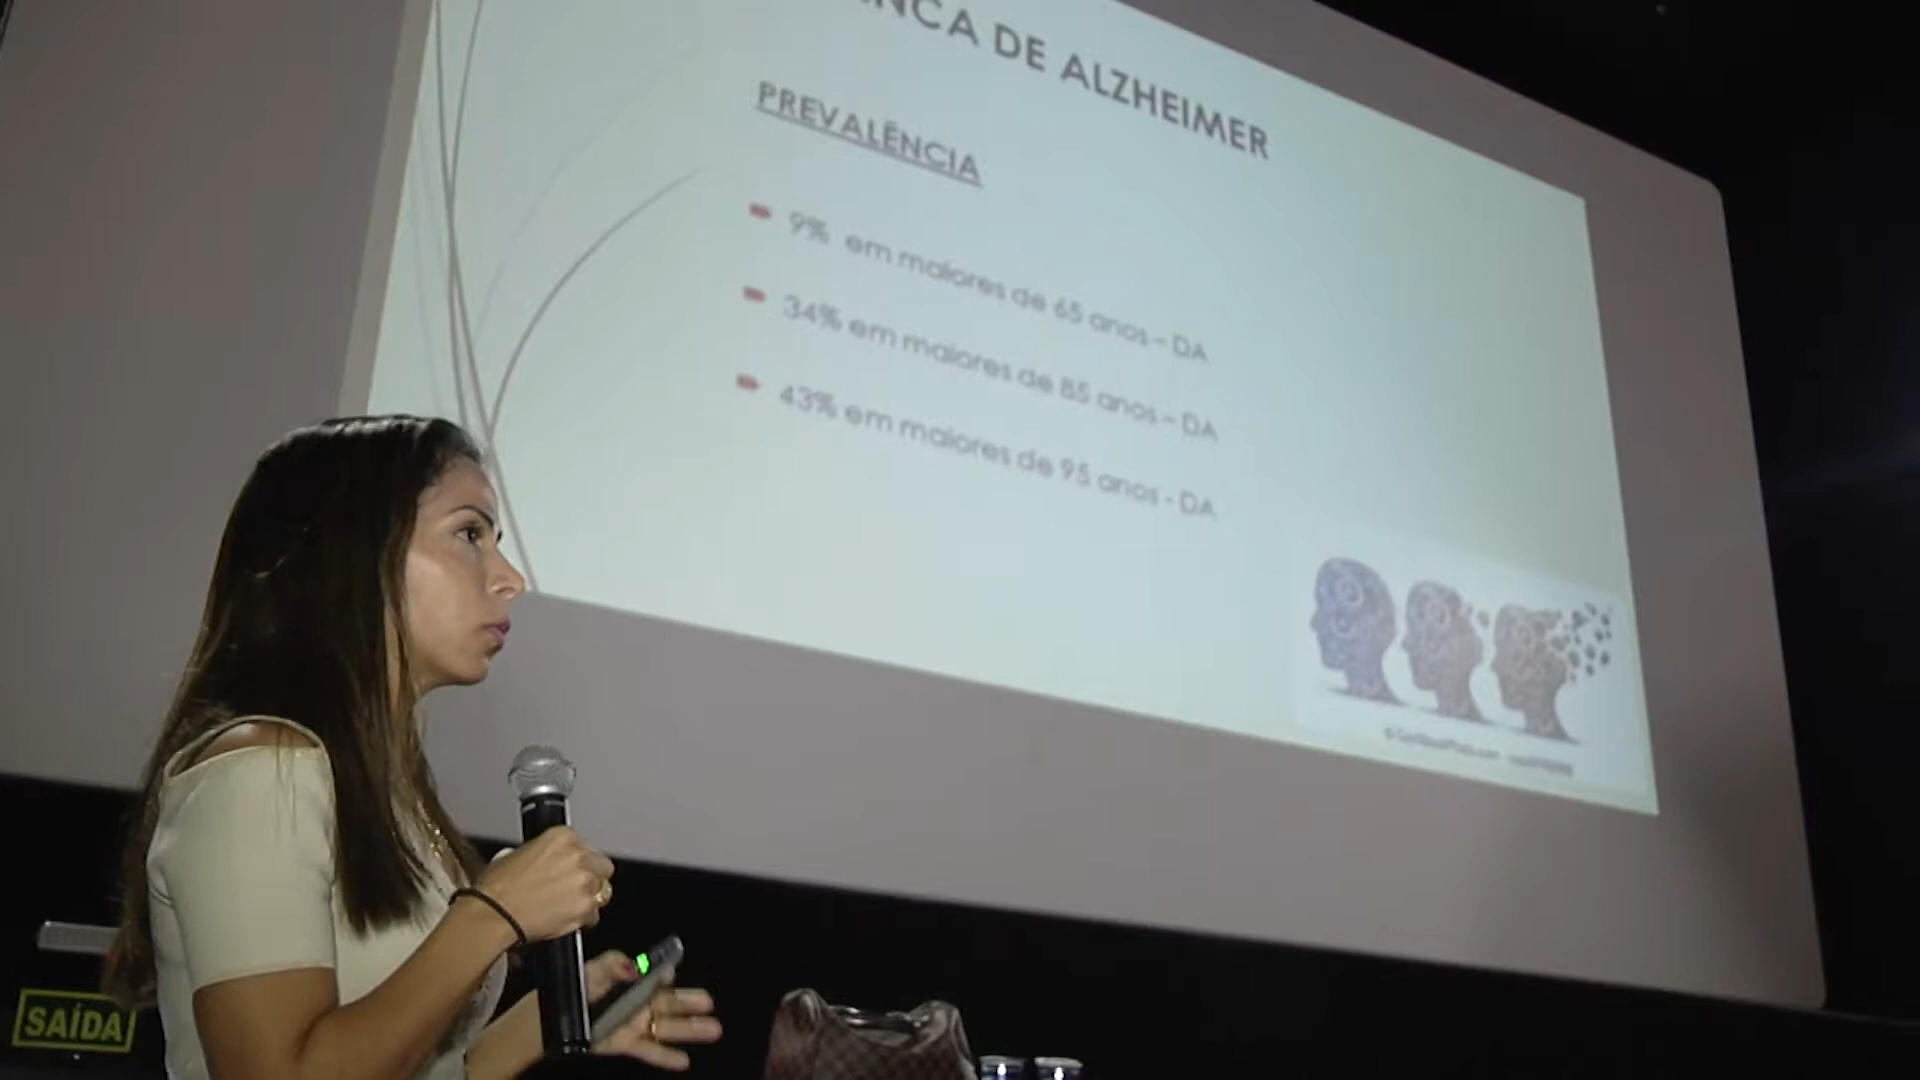 DE ALZHEIMER
PREVALÊNCIA
9% em maiores de 65 anos – DA
34% em maiores de 85 anos – DA
43% em maiores de 95 anos - DA
SAÍDA